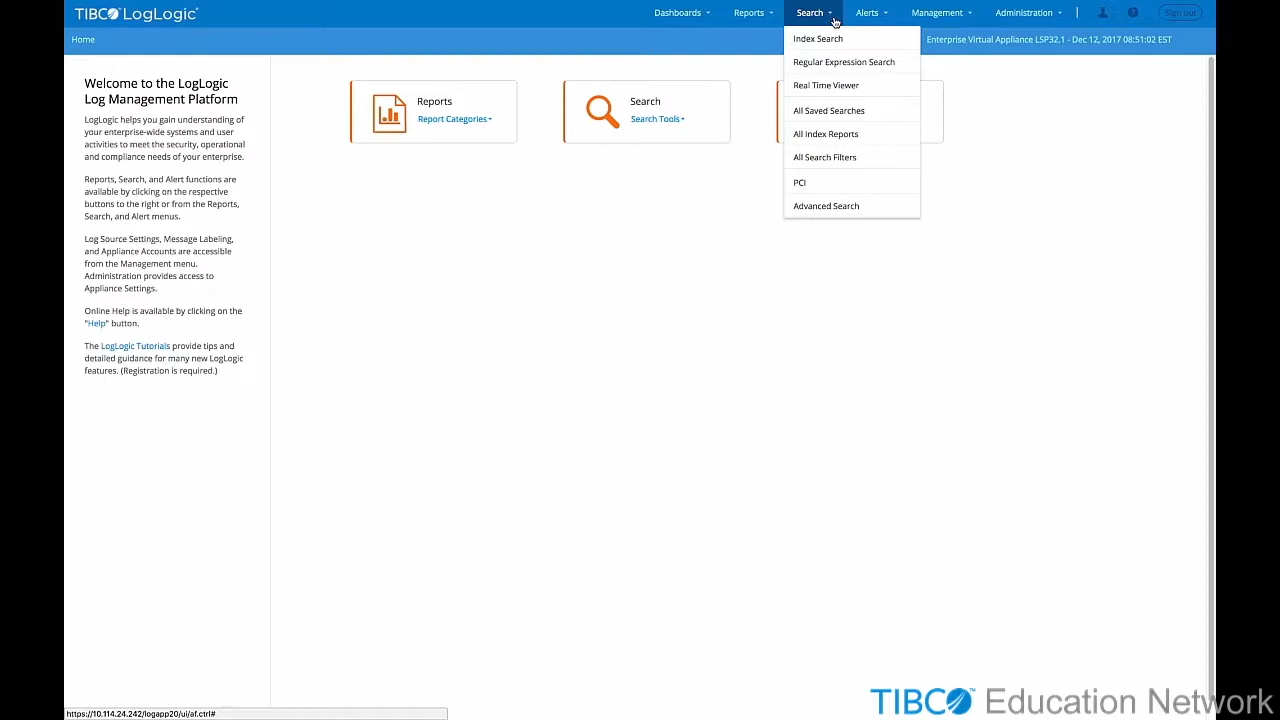 TIBCO LogLogic®
Dashboards
Reports
Search
Alerts
Management
Administration
Sign out
Home
Enterprise Virtual Appliance LSP32.1 - Dec 12, 2017 08:51:02 EST
Index Search
Regular Expression Search
Real Time Viewer
All Saved Searches
All Index Reports
All Search Filters
PCI
Advanced Search
Welcome to the LogLogic
Log Management Platform
LogLogic helps you gain understanding of
your enterprise-wide systems and user
activities to meet the security, operational
and compliance needs of your enterprise.
Reports, Search, and Alert functions are
available by clicking on the respective
buttons to the right or from the Reports,
Search, and Alert menus.
Log Source Settings, Message Labeling,
and Appliance Accounts are accessible
from the Management menu.
Administration provides access to
Appliance Settings.
Online Help is available by clicking on the
"Help" button.
The LogLogic Tutorials provide tips and
detailed guidance for many new LogLogic
features. (Registration is required.)
Reports
Report Categories
Search
Search Tools
https://10.114.24.242/logapp20/ui/af.ctrl#
TIBCO™ Education Network